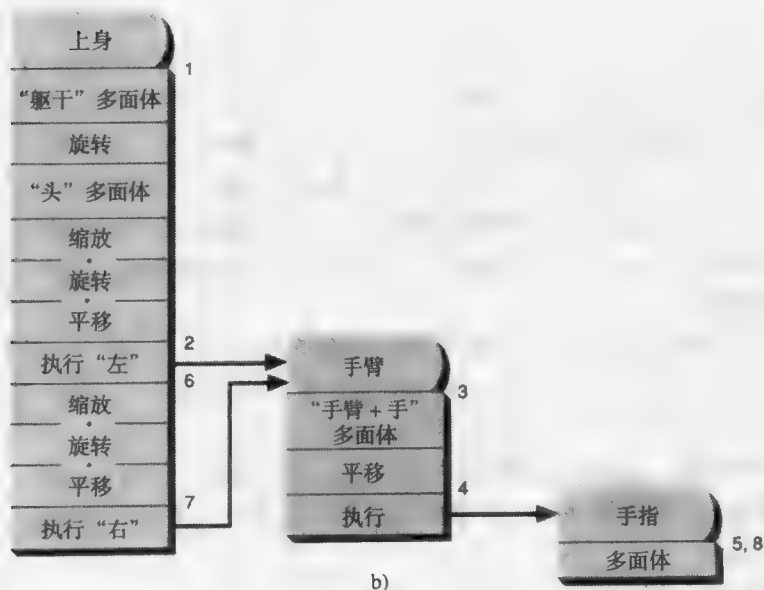 上身
1
“躯干”多面体
旋转
“头”多面体
缩放
旋转
平移
2
执行“左”
6
缩放
旋转
平移
7
执行“右”
手臂
3
“手臂+手”
多面体
平移
4
执行
手指
5, 8
多面体
b)